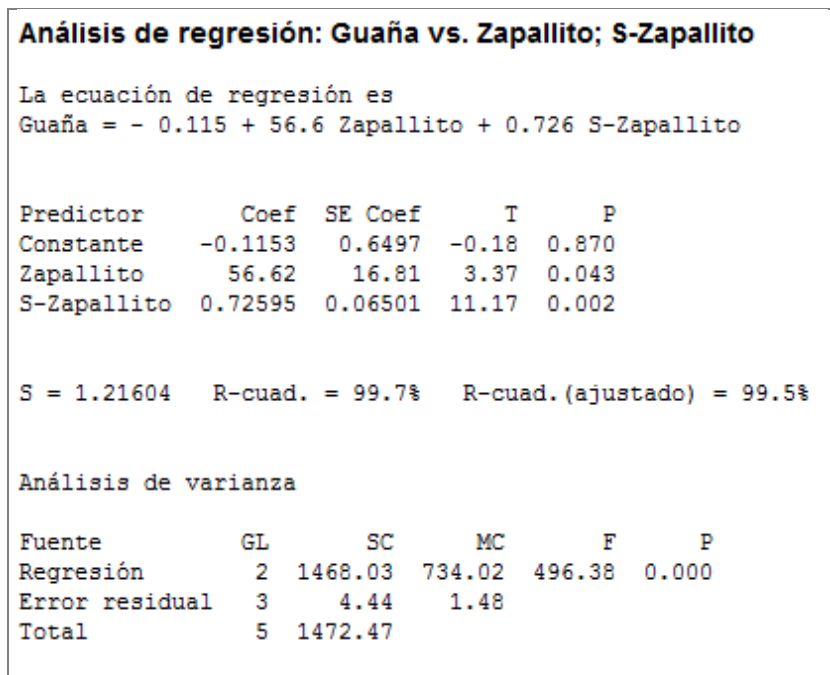 Análisis de regresión: Guaña vs. Zapallito; S-Zapallito
La ecuación de regresión es
Guaña = - 0.115 + 56.6 Zapallito + 0.726 S-Zapallito
Predictor Coef SE Coef T P
Constante -0.1153 0.6497 -0.18 0.870
Zapallito 56.62 16.81 3.37 0.043
S-Zapallito 0.72595 0.06501 11.17 0.002
S = 1.21604 R-cuad. = 99.7% R-cuad.(ajustado) = 99.5%
Análisis de varianza
Fuente GL SC MC F P
Regresión 2 1468.03 734.02 496.38 0.000
Error residual 3 4.44 1.48
Total 5 1472.47